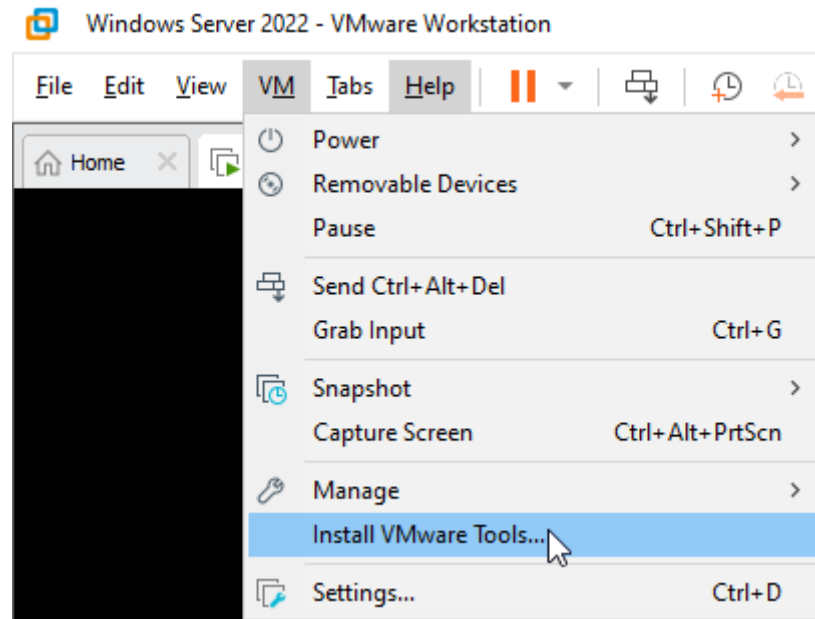 Windows Server 2022 - VMware Workstation
File Edit View VM Tabs Help
Home
Power
Removable Devices
Pause Ctrl+Shift+P
Send Ctrl+Alt+Del
Grab Input Ctrl+G
Snapshot
Capture Screen Ctrl+Alt+PrtScn
Manage
Install VMware Tools...
Settings... Ctrl+D